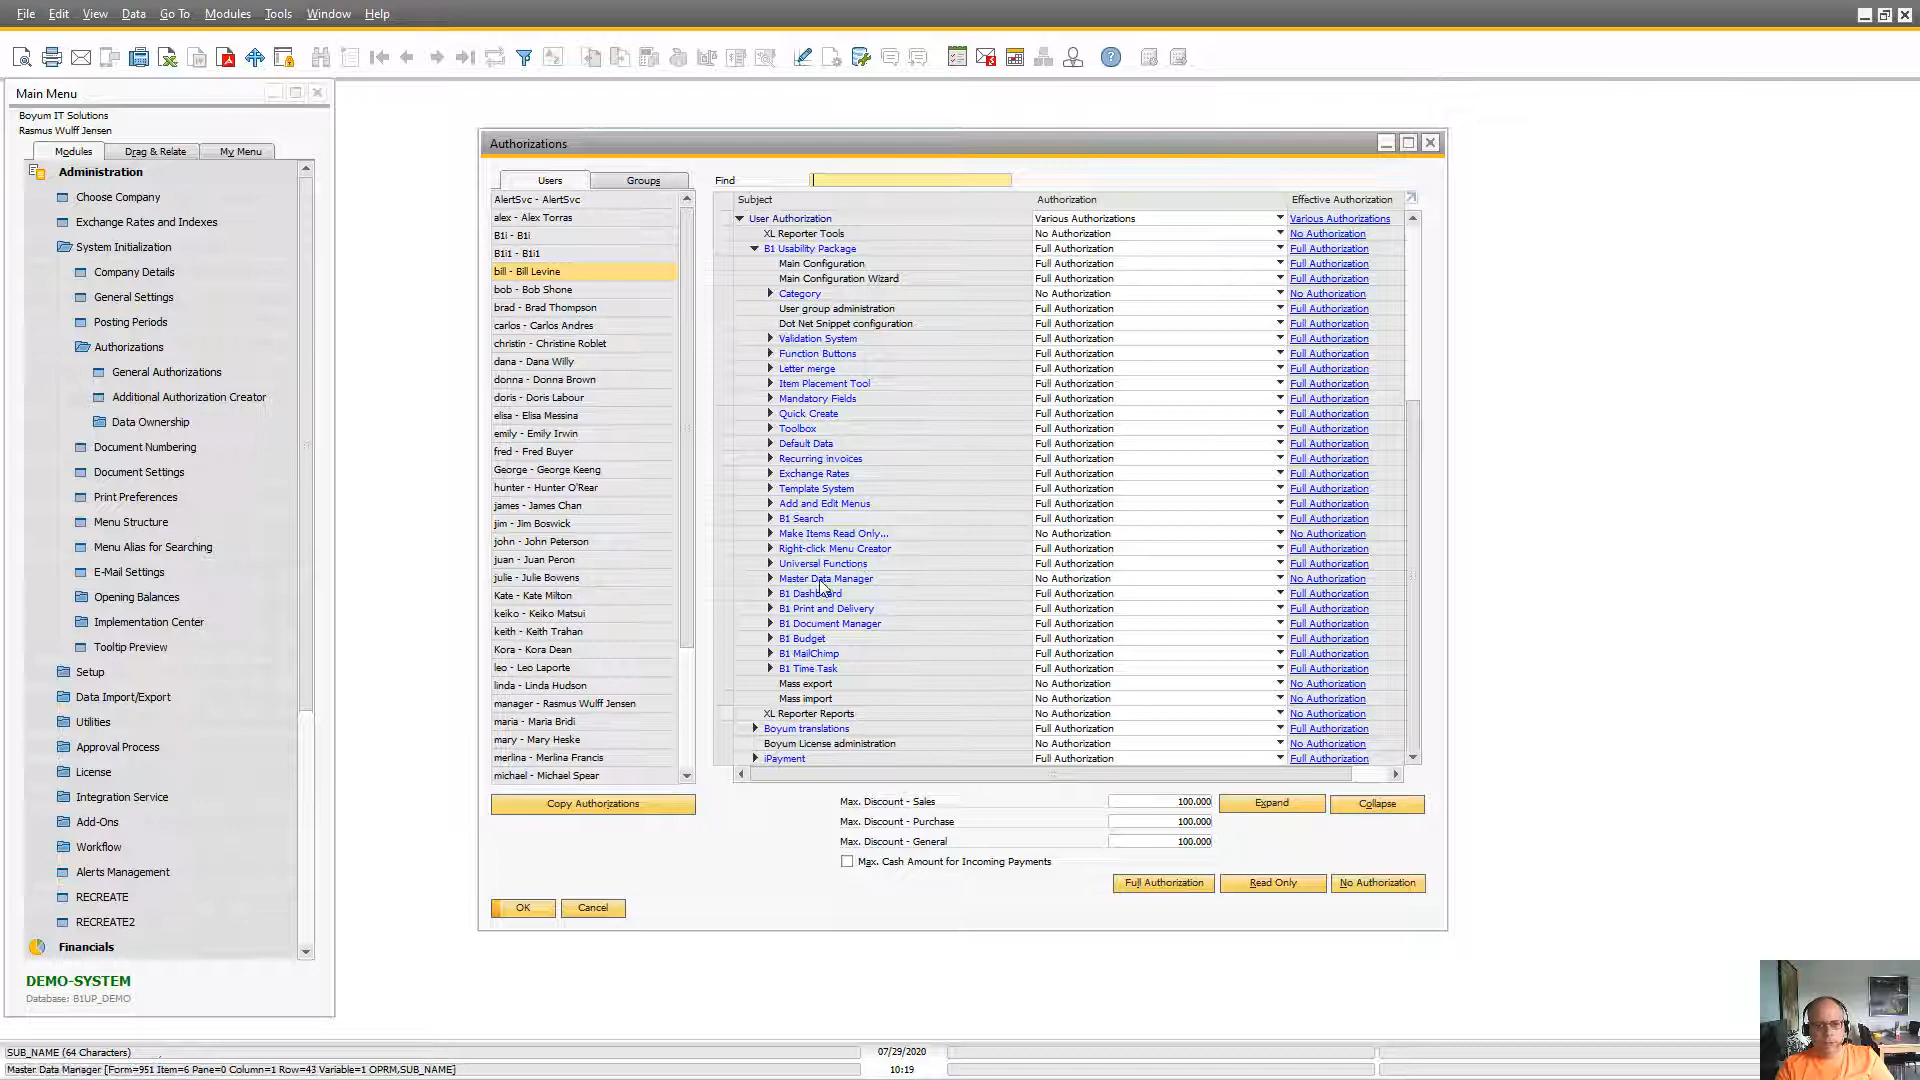 File Edit View Data Go To Modules Tools Window Help
Main Menu
Boyum IT Solutions
Rasmus Wulff Jensen
Modules Drag & Relate My Menu
Administration
Choose Company
Exchange Rates and Indexes
System Initialization
Company Details
General Settings
Posting Periods
Authorizations
General Authorizations
Additional Authorization Creator
Data Ownership
Document Numbering
Document Settings
Print Preferences
Menu Structure
Menu Alias for Searching
E-Mail Settings
Opening Balances
Implementation Center
Tooltip Preview
Setup
Data Import/Export
Utilities
Approval Process
License
Integration Service
Add-Ons
Workflow
Alerts Management
RECREATE
RECREATE2
Financials
DEMO-SYSTEM
Database: B1UP_DEMO
Authorizations
Users Groups
AlertSvc - AlertSvc
alex - Alex Torras
B1i - B1i
B1i1 - B1i1
bill - Bill Levine
bob - Bob Shone
brad - Brad Thompson
carlos - Carlos Andres
christin - Christine Roblet
dana - Dana Willy
donna - Donna Brown
doris - Doris Labour
elisa - Elisa Messina
emily - Emily Irwin
fred - Fred Buyer
George - George Keeng
hunter - Hunter O'Rear
james - James Chan
jim - Jim Boswick
john - John Peterson
juan - Juan Peron
julie - Julie Bowens
Kate - Kate Milton
keiko - Keiko Matsui
keith - Keith Trahan
Kora - Kora Dean
leo - Leo Laporte
linda - Linda Hudson
manager - Rasmus Wulff Jensen
maria - Maria Bridi
mary - Mary Heske
merlina - Merlina Francis
michael - Michael Spear
Copy Authorizations
Find
Subject Authorization Effective Authorization
User Authorization Various Authorizations Various Authorizations
XL Reporter Tools No Authorization No Authorization
B1 Usability Package Full Authorization Full Authorization
Main Configuration Full Authorization Full Authorization
Main Configuration Wizard Full Authorization Full Authorization
Category No Authorization No Authorization
User group administration Full Authorization Full Authorization
Dot Net Snippet configuration Full Authorization Full Authorization
Validation System Full Authorization Full Authorization
Function Buttons Full Authorization Full Authorization
Letter merge Full Authorization Full Authorization
Item Placement Tool Full Authorization Full Authorization
Mandatory Fields Full Authorization Full Authorization
Quick Create Full Authorization Full Authorization
Toolbox Full Authorization Full Authorization
Default Data Full Authorization Full Authorization
Recurring invoices Full Authorization Full Authorization
Exchange Rates Full Authorization Full Authorization
Template System Full Authorization Full Authorization
Add and Edit Menus Full Authorization Full Authorization
B1 Search Full Authorization Full Authorization
Make Items Read Only... No Authorization No Authorization
Right-click Menu Creator Full Authorization Full Authorization
Universal Functions Full Authorization Full Authorization
Master Data Manager No Authorization No Authorization
B1 Dashboard Full Authorization Full Authorization
B1 Print and Delivery Full Authorization Full Authorization
B1 Document Manager Full Authorization Full Authorization
B1 Budget Full Authorization Full Authorization
B1 MailChimp Full Authorization Full Authorization
B1 Time Task Full Authorization Full Authorization
Mass export No Authorization No Authorization
Mass import No Authorization No Authorization
XL Reporter Reports No Authorization No Authorization
Boyum translations Full Authorization Full Authorization
Boyum License administration No Authorization No Authorization
iPayment Full Authorization Full Authorization
Max. Discount - Sales 100.000 Expand Collapse
Max. Discount - Purchase 100.000
Max. Discount - General 100.000
Max. Cash Amount for Incoming Payments
Full Authorization Read Only No Authorization
OK Cancel
SUB_NAME (64 Characters) 07/29/2020
Master Data Manager [Form=951 Item=6 Pane=0 Column=1 Row=43 Variable=1 OPRM,SUB_NAME] 10:19